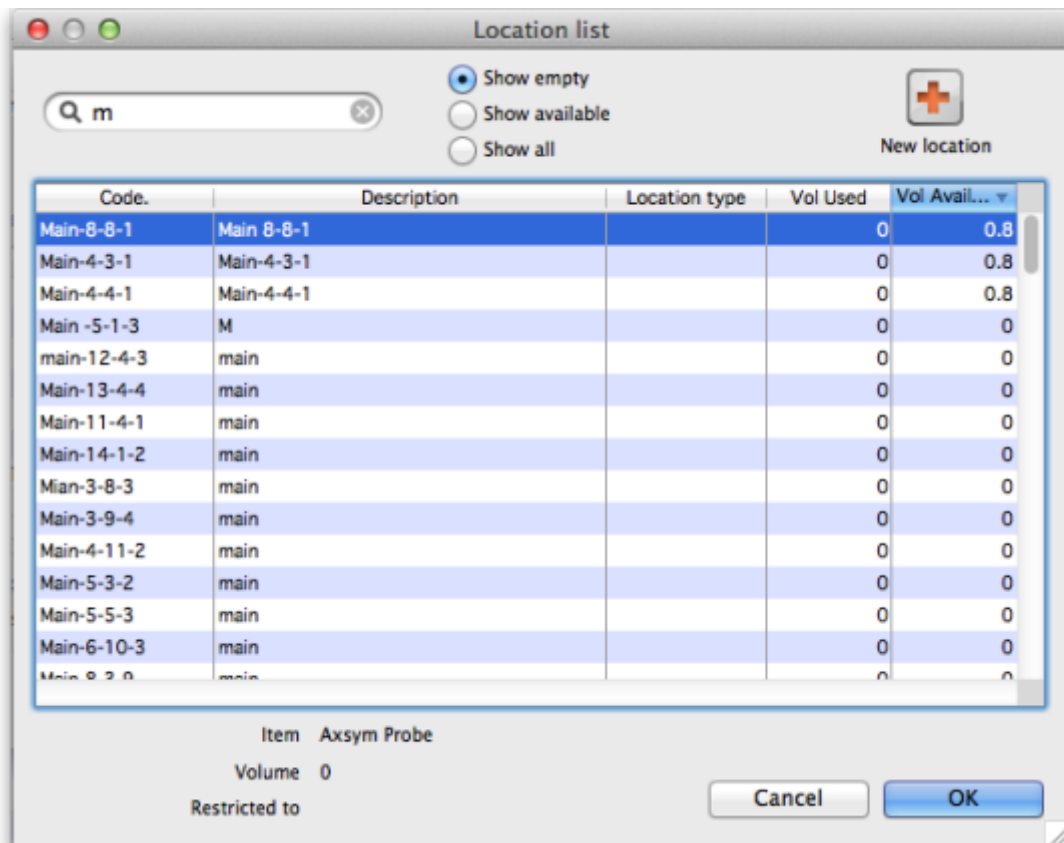 Location list
m
Show empty
Show available
Show all
New location
Code. Description Location type Vol Used Vol Avail...
Main-8-8-1 Main 8-8-1 0 0.8
Main-4-3-1 Main-4-3-1 0 0.8
Main-4-4-1 Main-4-4-1 0 0.8
Main -5-1-3 M 0 0
main-12-4-3 main 0 0
Main-13-4-4 main 0 0
Main-11-4-1 main 0 0
Main-14-1-2 main 0 0
Mian-3-8-3 main 0 0
Main-3-9-4 main 0 0
Main-4-11-2 main 0 0
Main-5-3-2 main 0 0
Main-5-5-3 main 0 0
Main-6-10-3 main 0 0
main 0 0
Item Axsym Probe
Volume 0
Restricted to
Cancel OK